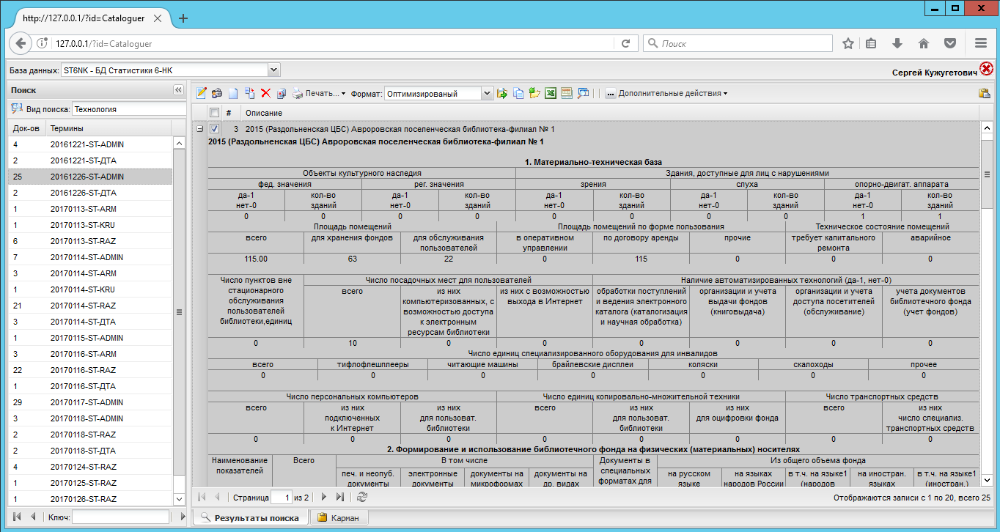 http://127.0.0.1/?id=Cataloguer
127.0.0.1/?id=Cataloguer
Поиск
База данных: ST6NK - БД Статистики 6-НК
Сергей Кужугетович
Поиск
Вид поиска: Технология
Док-ов Термины
4 20161221-ST-ADMIN
2 20161221-ST-ДТА
25 20161226-ST-ADMIN
2 20161226-ST-ДТА
1 20170113-ST-ARM
1 20170113-ST-KRU
6 20170113-ST-RAZ
7 20170114-ST-ADMIN
3 20170114-ST-ARM
1 20170114-ST-KRU
21 20170114-ST-RAZ
3 20170114-ST-ДТА
1 20170115-ST-ADMIN
3 20170116-ST-ARM
22 20170116-ST-RAZ
1 20170116-ST-ДТА
29 20170117-ST-ADMIN
3 20170118-ST-ADMIN
2 20170118-ST-RAZ
2 20170118-ST-ДТА
4 20170124-ST-RAZ
1 20170125-ST-RAZ
1 20170126-ST-RAZ
Ключ:
Печать... Формат: Оптимизированый ... Дополнительные действия
# Описание
3 2015 (Раздольненская ЦБС) Авроровская поселенческая библиотека-филиал № 1
2015 (Раздольненская ЦБС) Авроровская поселенческая библиотека-филиал № 1
1. Материально-техническая база
Объекты культурного наследия Здания, доступные для лиц с нарушениями
фед. значения рег. значения зрения слуха опорно-двигат. аппарата
да-1 кол-во да-1 кол-во да-1 кол-во да-1 кол-во да-1 кол-во
нет-0 зданий нет-0 зданий нет-0 зданий нет-0 зданий нет-0 зданий
0 0 0 0 0 0 0 0 1 1
Площадь помещений Площадь помещений по форме пользования Техническое состояние помещений
всего для хранения фондов для обслуживания в оперативном по договору аренды прочие требует капитального аварийное
пользователей управлении ремонта
115.00 63 22 0 115 0 0 0
Число пунктов вне Число посадочных мест для пользователей Наличие автоматизированных технологий (да-1, нет-0)
стационарного всего из них из них с возможностью обработки поступлений организации и учета организации и учета учета документов
обслуживания компьютеризованных, с выхода в Интернет и ведения электронного выдачи фондов доступа посетителей библиотечного фонда
пользователей возможностью доступа каталога (каталогизация (книговыдача) (обслуживание) (учет фондов)
библиотеки,единиц к электронным и научная обработка)
ресурсам библиотеки
0 10 0 0 0 0 0 0
Число единиц специализированного оборудования для инвалидов
всего тифлофлешплееры читающие машины брайлевские дисплеи коляски скалоходы прочее
0 0 0 0 0 0 0
Число персональных компьютеров Число единиц копировально-множительной техники Число транспортных средств
всего из них из них всего из них из них всего из них
подключенных для пользоват. для пользоват. для оцифровки фонда число специализ.
к Интернет библиотеки библиотеки транспортных средств
0 0 0 0 0 0 0 0
2. Формирование и использование библиотечного фонда на физических (материальных) носителях
Наименование Всего В том числе Документы в Из общего объема фонда
показателей печ. и неопуб. электронные документы на документы на специальных на русском на языках в т.ч. на языке1 на иностран. в т.ч. на языке1
документы документы микроформах др. видах форматах для языке народов России (народов языках (иностран.)
Страница 1 из 2
Отображаются записи с 1 по 20, всего 25
Результаты поиска Карман